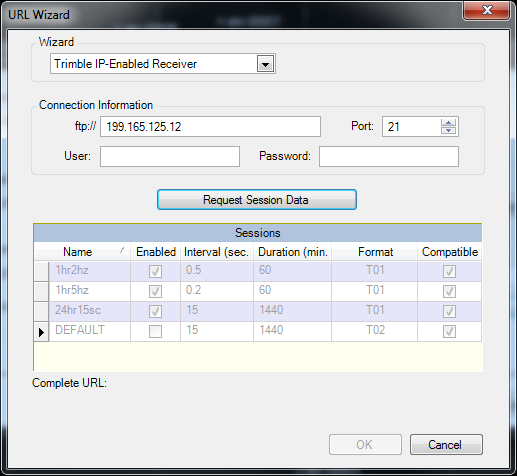 URL Wizard
Wizard
Trimble IP-Enabled Receiver
Connection Information
ftp:// 199.165.125.12 Port: 21
User: Password:
Request Session Data
Sessions
Name Enabled Interval (sec. Duration (min. Format Compatible
1hr2hz 0.5 60 T01
1hr5hz 0.2 60 T01
24hr15sc 15 1440 T01
DEFAULT 15 1440 T02
Complete URL:
OK Cancel